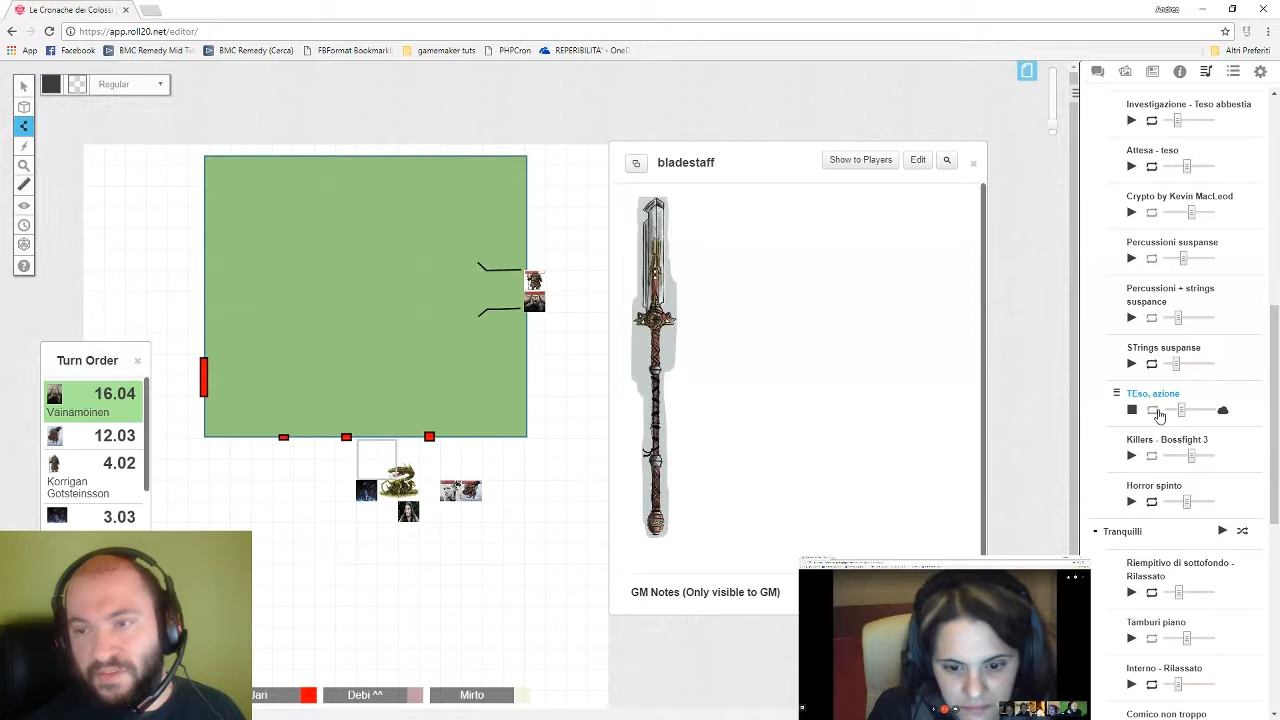 Le Cronache dei Colossi
Andrea
https://app.roll20.net/editor/
App
Facebook
BMC Remedy Mid Tie
BMC Remedy (Cerca)
FBFormat Bookmarkl
gamemaker tuts
PHPCron
REPERIBILITA' - OneD
Altri Preferiti
Regular
bladestaff
Show to Players
Edit
Turn Order
16.04
Vainamoinen
12.03
4.02
Korrigan
Gotsteinsson
3.03
GM Notes (Only visible to GM)
Jari
Debi ^^
Mirto
Investigazione - Teso abbestia
Attesa - teso
Crypto by Kevin MacLeod
Percussioni suspanse
Percussioni + strings
suspance
STrings suspanse
TEso, azione
Killers - Bossfight 3
Horror spinto
Tranquilli
Riempitivo di sottofondo -
Rilassato
Tamburi piano
Interno - Rilassato
Comico non troppo